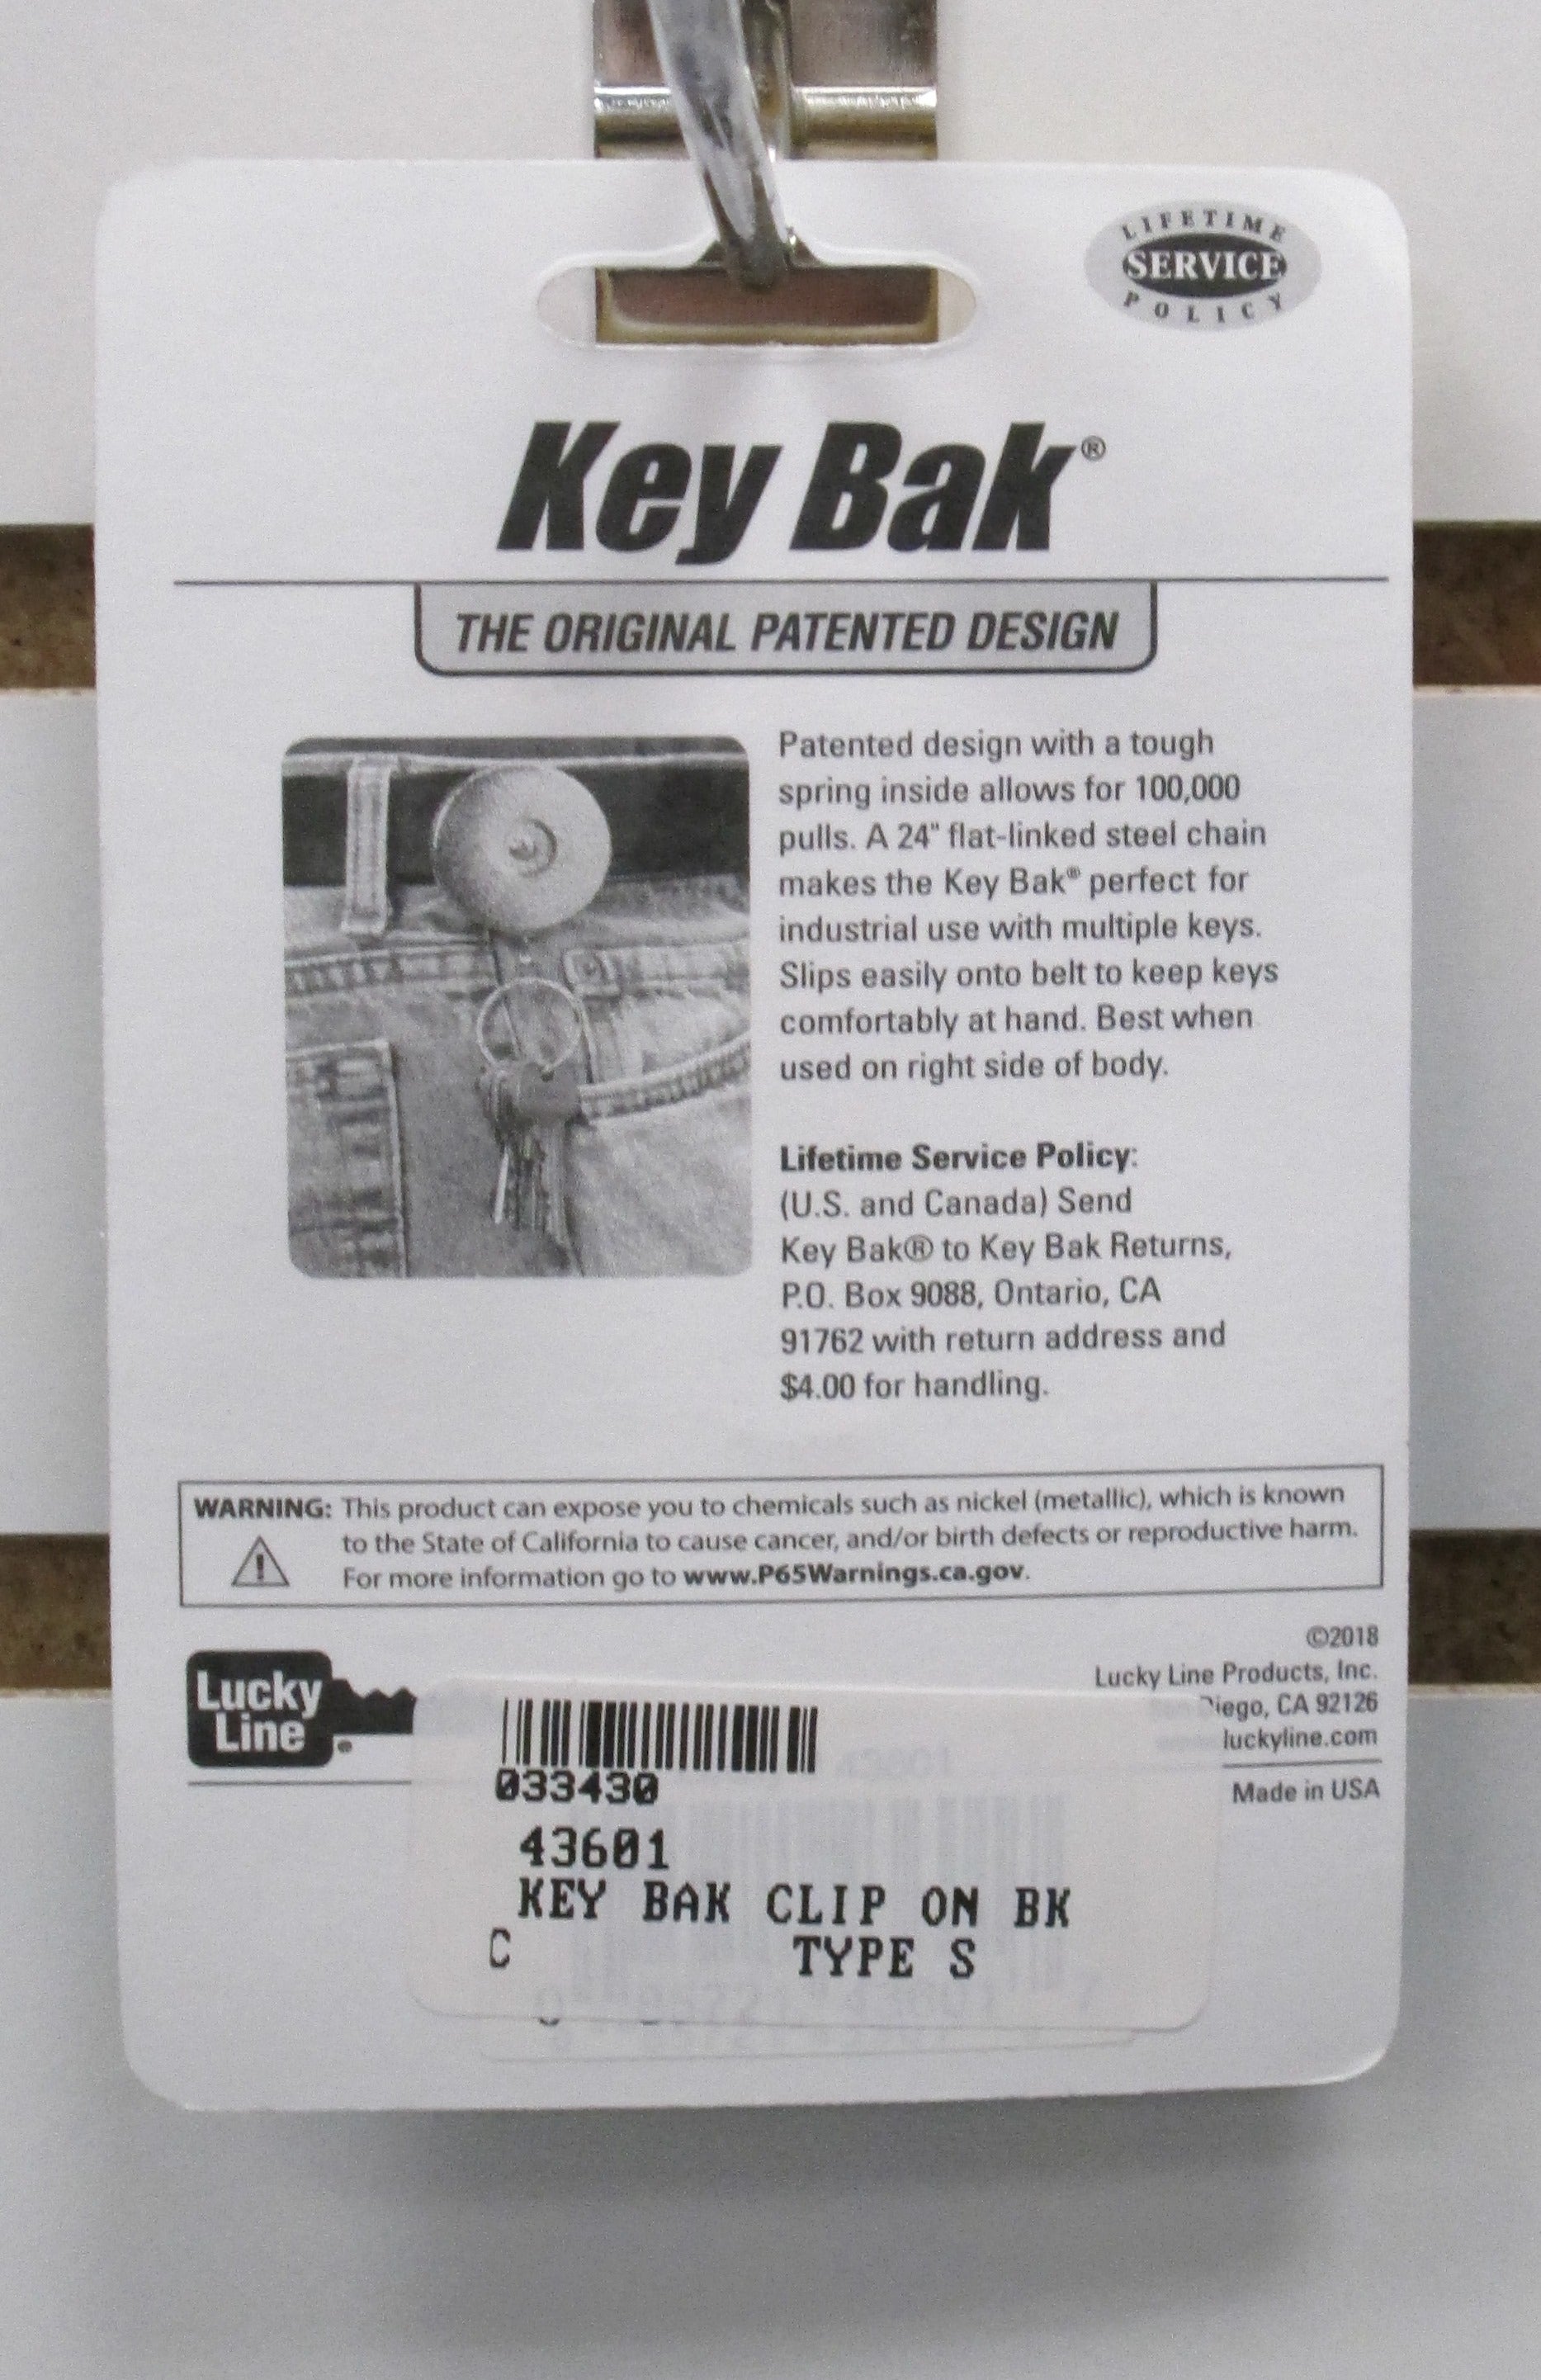 LIFETIME
SERVICE
POLICY
Key Bak®
THE ORIGINAL PATENTED DESIGN
Patented design with a tough
spring inside allows for 100,000
pulls. A 24" flat-linked steel chain
makes the Key Bak® perfect for
industrial use with multiple keys.
Slips easily onto belt to keep keys
comfortably at hand. Best when
used on right side of body.
Lifetime Service Policy:
(U.S. and Canada) Send
Key Bak® to Key Bak Returns,
P.O. Box 9088, Ontario, CA
91762 with return address and
$4.00 for handling.
WARNING: This product can expose you to chemicals such as nickel (metallic), which is known
to the State of California to cause cancer, and/or birth defects or reproductive harm.
For more information go to www.P65Warnings.ca.gov.
Lucky
Line
©2018
Lucky Line Products, Inc.
CA 92126
luckyline.com
Made in USA
033430
43601
KEY BAK CLIP ON BK
C TYPE S